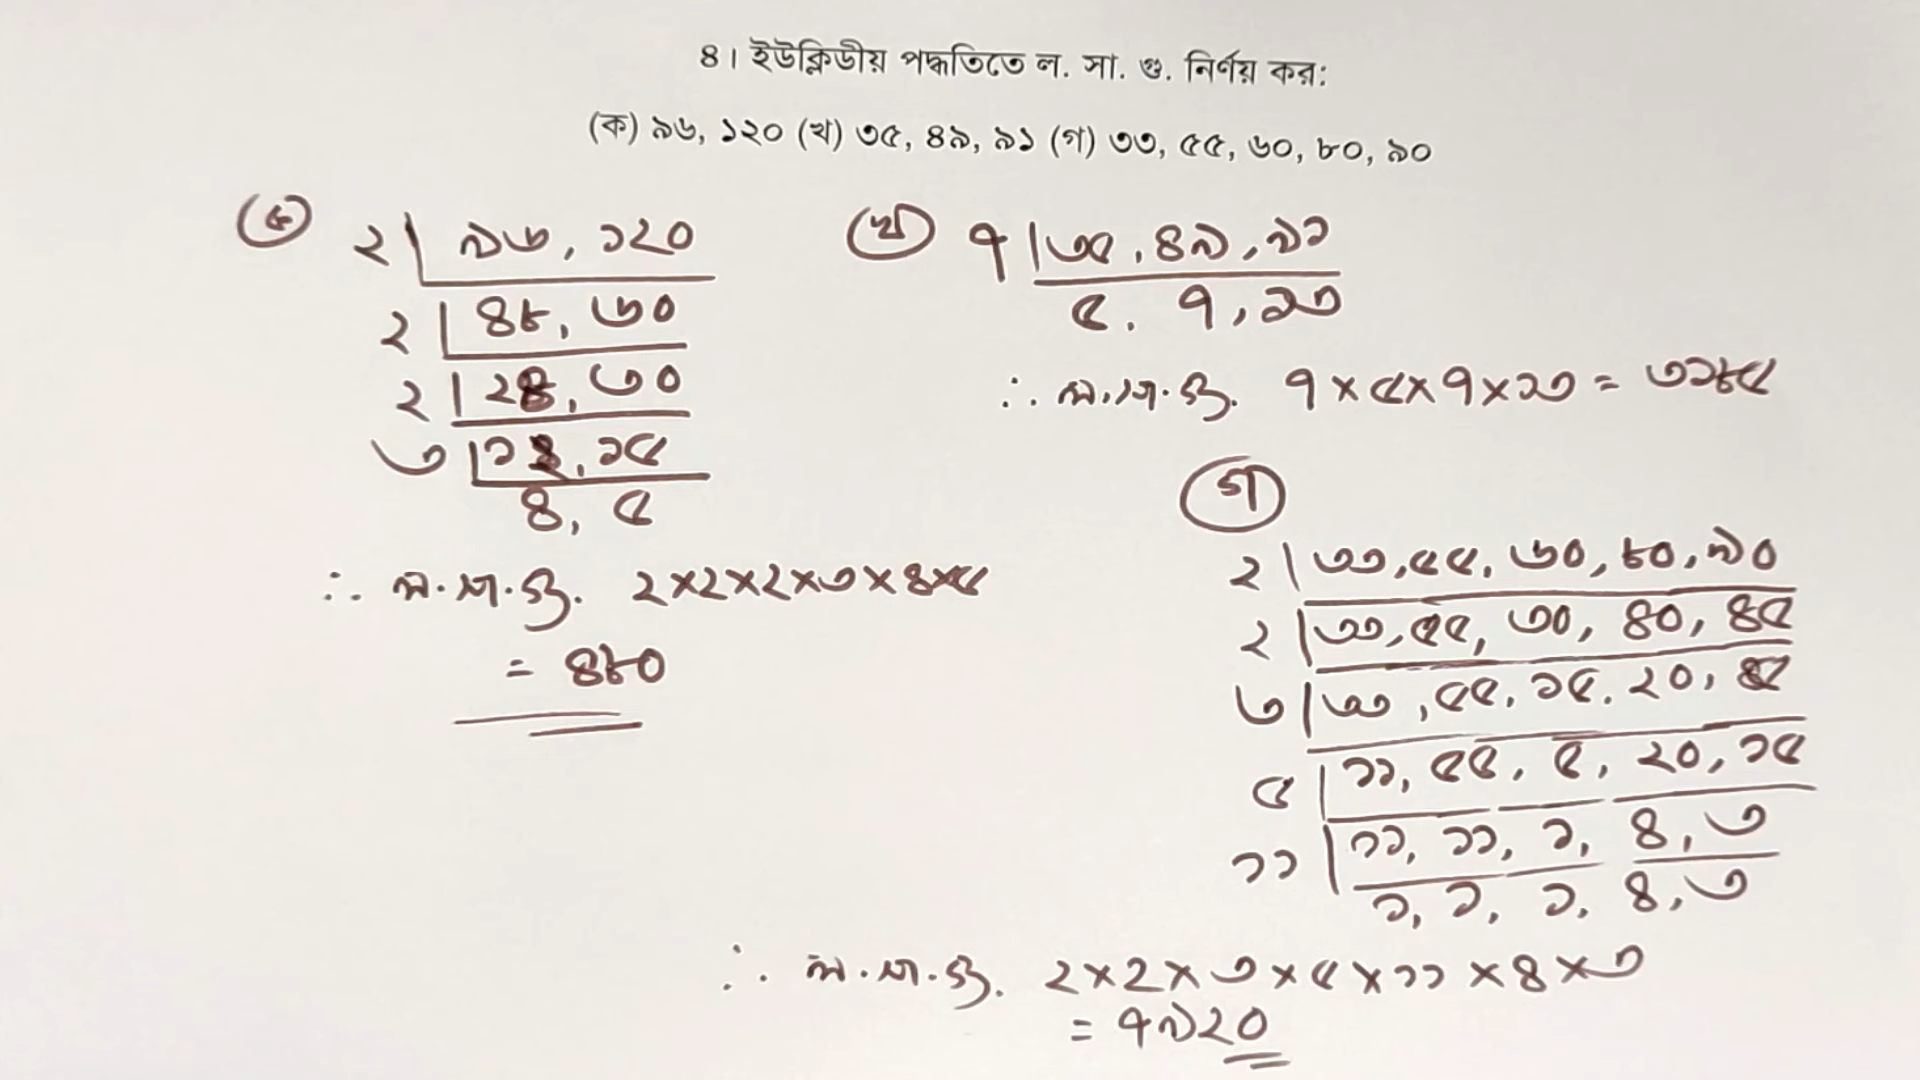 ৪। ইউক্লিডীয় পদ্ধতিতে ল. সা. গু. নির্ণয় কর:
(ক) ৯৬, ১২০ (খ) ৩৫, ৪৯, ৯১ (গ) ৩৩, ৫৫, ৬০, ৮০, ৯০
(ক)
২ | ৯৬, ১২০
২ | ৪৮, ৬০
২ | ২৪, ৩০
৩ | ১২, ১৫
৪, ৫
∴ ল.সা.গু. ২×২×২×৩×৪×৫
= ৪৮০
(খ)
৭ | ৩৫, ৪৯, ৯১
৫, ৭, ১৩
∴ ল.সা.গু. ৭×৫×৭×১৩ = ৩১৮৫
(গ)
২ | ৩৩, ৫৫, ৬০, ৮০, ৯০
২ | ৩৩, ৫৫, ৩০, ৪০, ৪৫
৩ | ৩৩, ৫৫, ১৫, ২০, ৪৫
৫ | ১১, ৫৫, ৫, ২০, ১৫
১১ | ১১, ১১, ১, ৪, ৩
১, ১, ১, ৪, ৩
∴ ল.সা.গু. ২×২×৩×৫×১১×৪×৩
= ৭৯২০